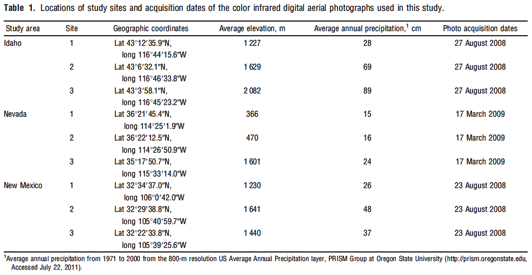 Table 1. Locations of study sites and acquisition dates of the color infrared digital aerial photographs used in this study.
Study area Site Geographic coordinates Average elevation, m Average annual precipitation,1 cm Photo acquisition dates
Idaho 1 Lat 43°12′35.9″N, 1 227 28 27 August 2008
long 116°44′15.6″W
2 Lat 43°6′32.1″N, 1 629 69 27 August 2008
long 116°46′33.8″W
3 Lat 43°3′58.1″N, 2 082 89 27 August 2008
long 116°45′23.2″W
Nevada 1 Lat 36°21′45.4″N, 366 15 17 March 2009
long 114°25′1.9″W
2 Lat 36°22′12.5″N, 470 16 17 March 2009
long 114°26′50.9″W
3 Lat 35°17′50.7″N, 1 601 24 17 March 2009
long 115°33′14.0″W
New Mexico 1 Lat 32°34′37.0″N, 1 230 26 23 August 2008
long 106°0′42.0″W
2 Lat 32°29′38.8″N, 1 641 48 23 August 2008
long 105°40′59.7″W
3 Lat 32°22′33.8″N, 1 440 37 23 August 2008
long 105°39′25.6″W
1Average annual precipitation from 1971 to 2000 from the 800-m resolution US Average Annual Precipitation layer, PRISM Group at Oregon State University (http://prism.oregonstate.edu,
Accessed July 22, 2011).